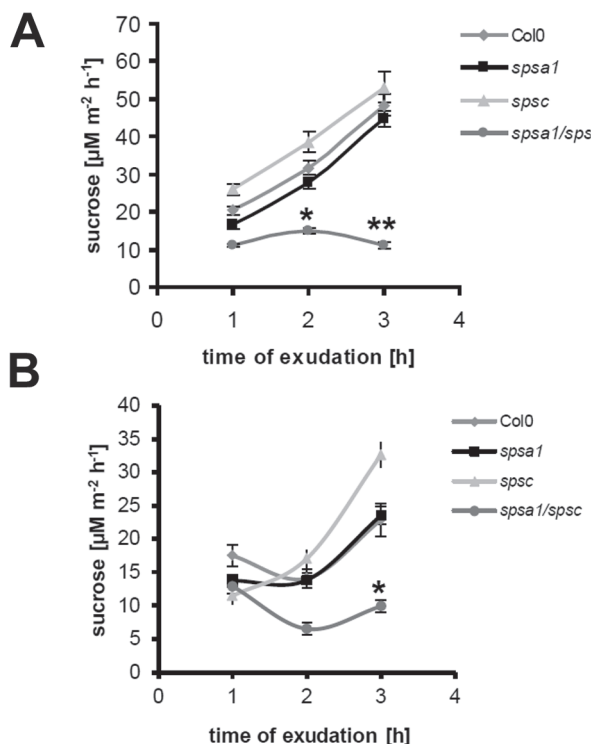 A
sucrose [µM m⁻² h⁻¹]
70
60
50
40
30
20
10
0
0 1 2 3 4
time of exudation [h]
* **
Col0
spsa1
spsc
spsa1/sps
B
sucrose [µM m⁻² h⁻¹]
40
35
30
25
20
15
10
5
0
0 1 2 3 4
time of exudation [h]
*
Col0
spsa1
spsc
spsa1/spsc